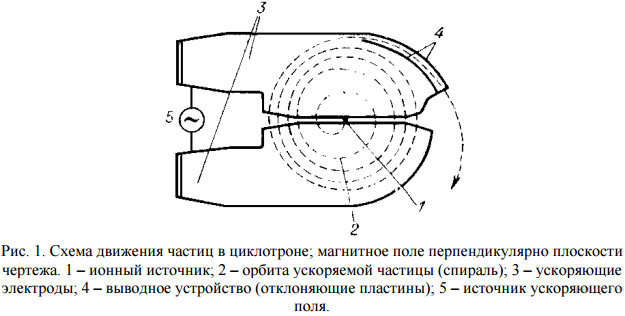 3
4
5
~
2
1
Рис. 1. Схема движения частиц в циклотроне; магнитное поле перпендикулярно плоскости
чертежа. 1 – ионный источник; 2 – орбита ускоряемой частицы (спираль); 3 – ускоряющие
электроды; 4 – выводное устройство (отклоняющие пластины); 5 – источник ускоряющего
поля.